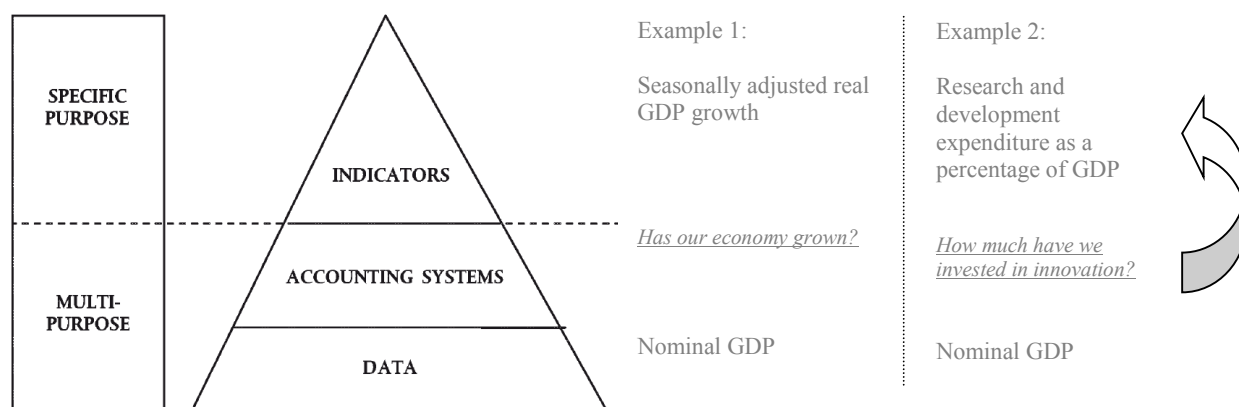 SPECIFIC
PURPOSE
MULTI-
PURPOSE
INDICATORS
ACCOUNTING SYSTEMS
DATA
Example 1:
Seasonally adjusted real
GDP growth
Has our economy grown?
Nominal GDP
Example 2:
Research and
development
expenditure as a
percentage of GDP
How much have we
invested in innovation?
Nominal GDP